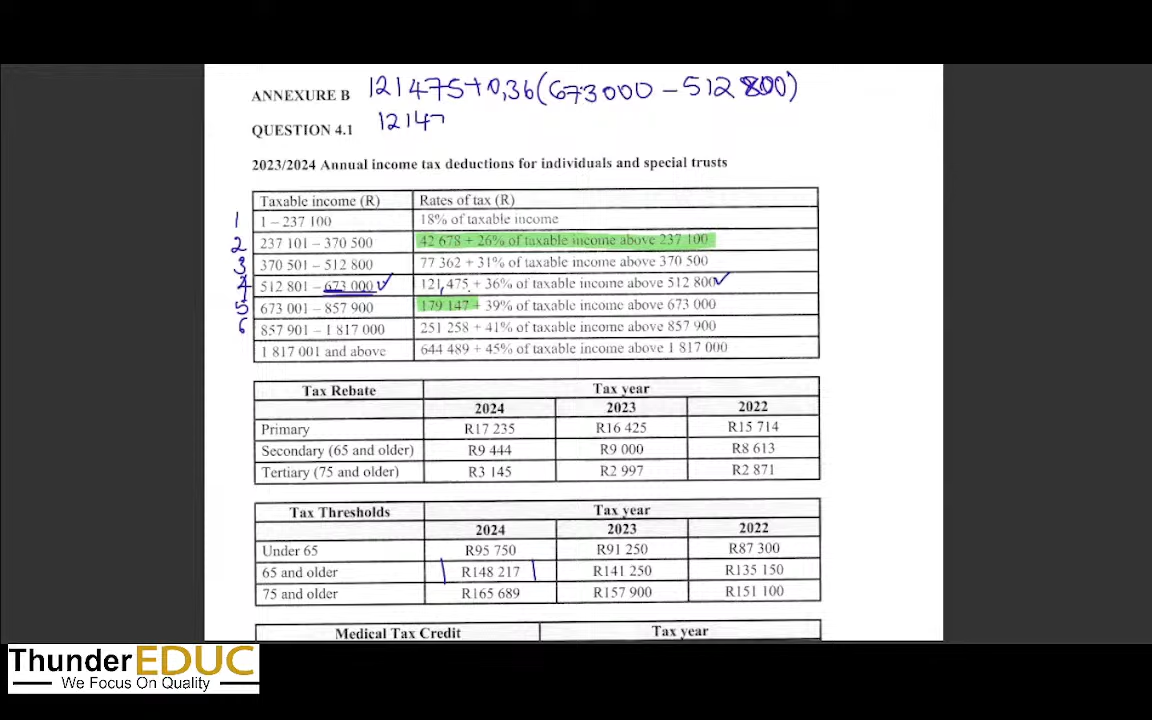 ANNEXURE B 121475+0,36(673000 - 512 800)
QUESTION 4.1 12147
2023/2024 Annual income tax deductions for individuals and special trusts
Taxable income (R) Rates of tax (R)
1 1 – 237 100 18% of taxable income
2 237 101 – 370 500 42 678 + 26% of taxable income above 237 100
3 370 501 – 512 800 77 362 + 31% of taxable income above 370 500
4 512 801 – 673 000 ✓ 121,475 + 36% of taxable income above 512 800 ✓
5 673 001 – 857 900 179 147 + 39% of taxable income above 673 000
6 857 901 – 1 817 000 251 258 + 41% of taxable income above 857 900
1 817 001 and above 644 489 + 45% of taxable income above 1 817 000
Tax Rebate Tax year
2024 2023 2022
Primary R17 235 R16 425 R15 714
Secondary (65 and older) R9 444 R9 000 R8 613
Tertiary (75 and older) R3 145 R2 997 R2 871
Tax Thresholds Tax year
2024 2023 2022
Under 65 R95 750 R91 250 R87 300
65 and older R148 217 R141 250 R135 150
75 and older R165 689 R157 900 R151 100
Medical Tax Credit Tax year
ThunderEDUC
We Focus On Quality